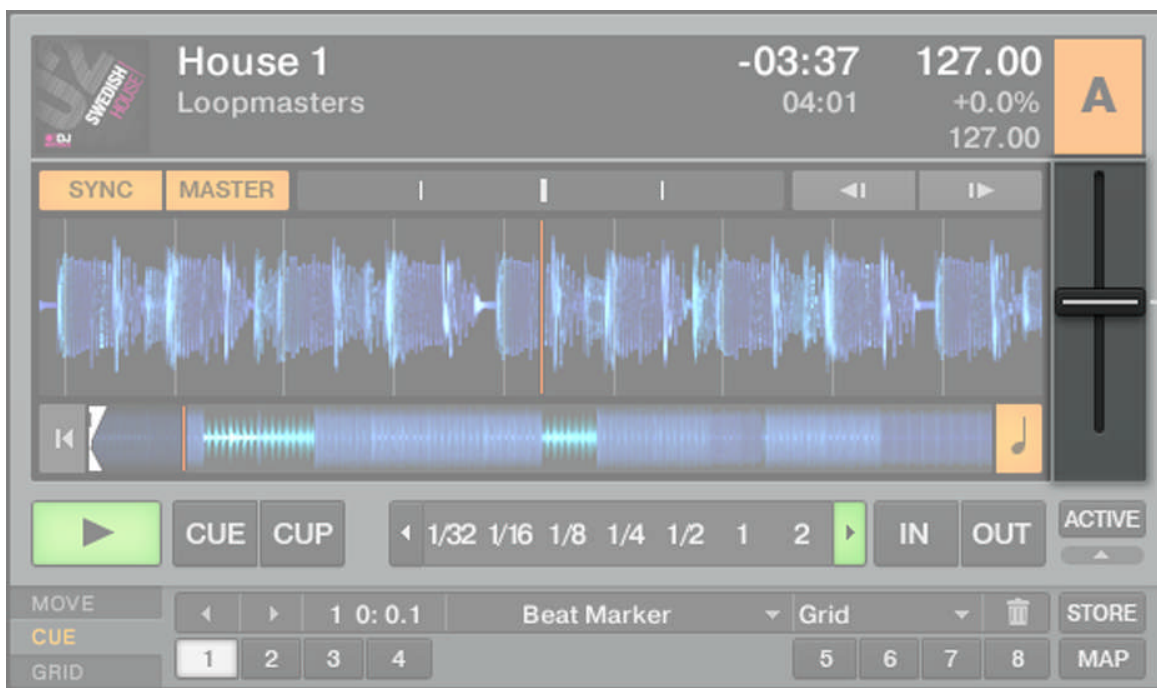 House 1
-03:37
127.00
A
Loopmasters
04:01
+0.0%
127.00
SWEDISH
HOUSE
DJ
SYNC
MASTER
CUE
CUP
1/32 1/16 1/8 1/4 1/2 1 2
IN
OUT
ACTIVE
MOVE
1 0: 0.1
Beat Marker
Grid
STORE
CUE
1 2 3 4
5 6 7 8
MAP
GRID